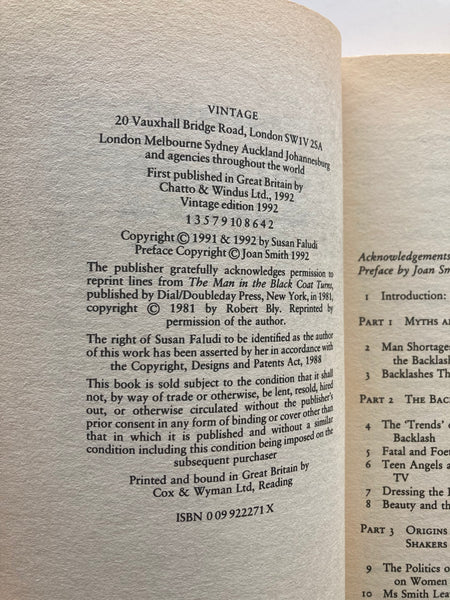 VINTAGE
20 Vauxhall Bridge Road, London SW1V 2SA
London Melbourne Sydney Auckland Johannesburg
and agencies throughout the world
First published in Great Britain by
Chatto & Windus Ltd., 1992
Vintage edition 1992
1 3 5 7 9 10 8 6 4 2
Copyright © 1991 & 1992 by Susan Faludi
Preface Copyright © Joan Smith 1992
The publisher gratefully acknowledges permission to
reprint lines from The Man in the Black Coat Turns,
published by Dial/Doubleday Press, New York, in 1981,
copyright © 1981 by Robert Bly. Reprinted by
permission of the author.
The right of Susan Faludi to be identified as the author
of this work has been asserted by her in accordance with
the Copyright, Designs and Patents Act, 1988
This book is sold subject to the condition that it shall
not, by way of trade or otherwise, be lent, resold, hired
out, or otherwise circulated without the publisher's
prior consent in any form of binding or cover other than
that in which it is published and without a similar
condition including this condition being imposed on the
subsequent purchaser
Printed and bound in Great Britain by
Cox & Wyman Ltd, Reading
ISBN 0 09 922271 X
Acknowledgements
Preface by Joan Smi
1 Introduction:
PART 1 MYTHS A
2 Man Shortage
the Backlash
3 Backlashes Th
PART 2 THE BAC
4 The 'Trends' o
Backlash
5 Fatal and Foet
6 Teen Angels a
TV
7 Dressing the
8 Beauty and th
PART 3 ORIGINS
SHAKERS
9 The Politics o
on Women
10 Ms Smith Lea